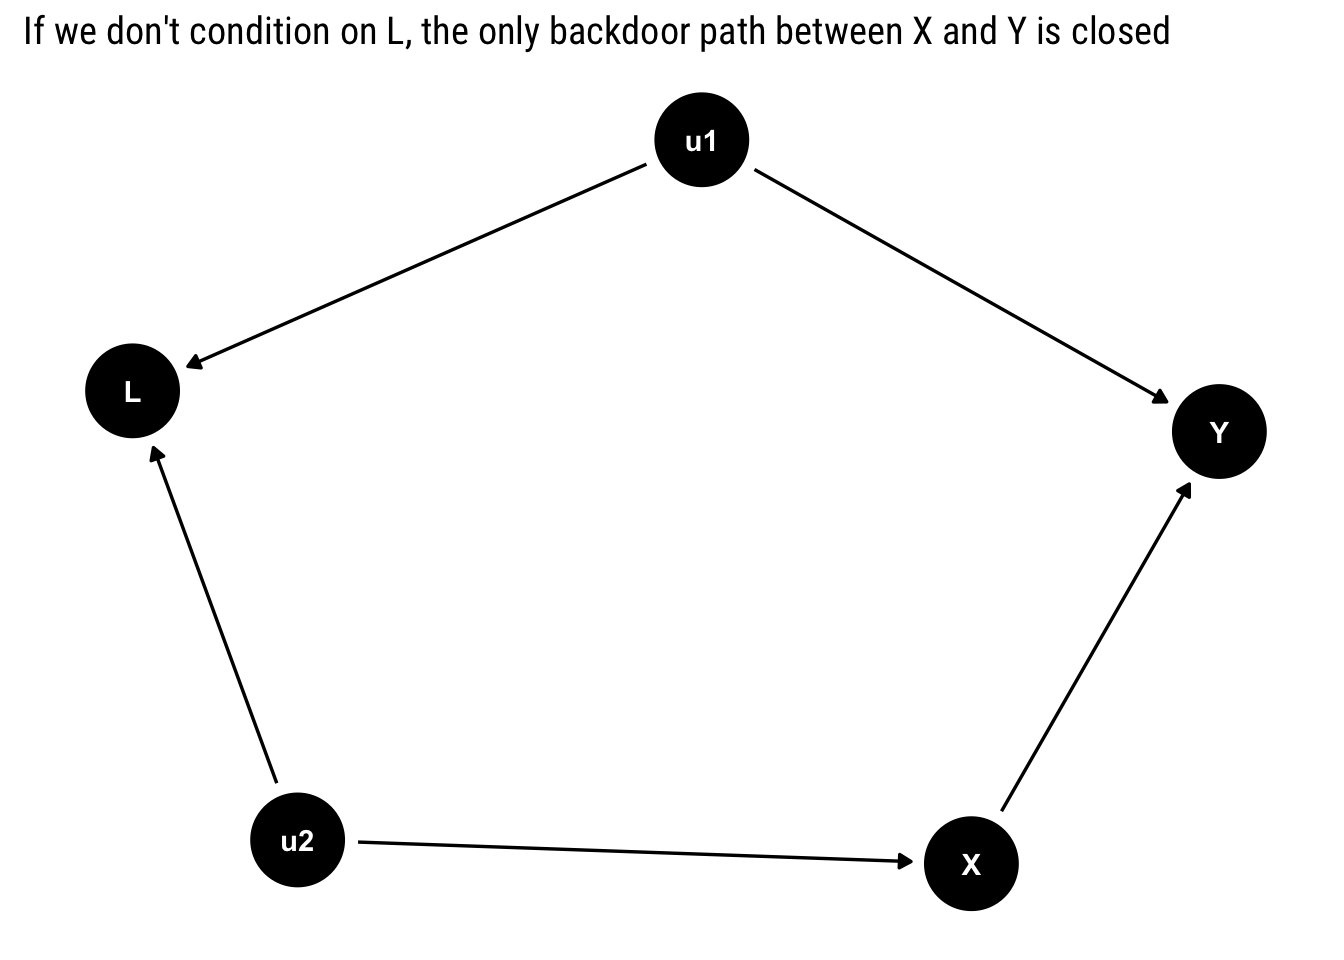 If we don't condition on L, the only backdoor path between X and Y is closed
u1
L
Y
u2
X